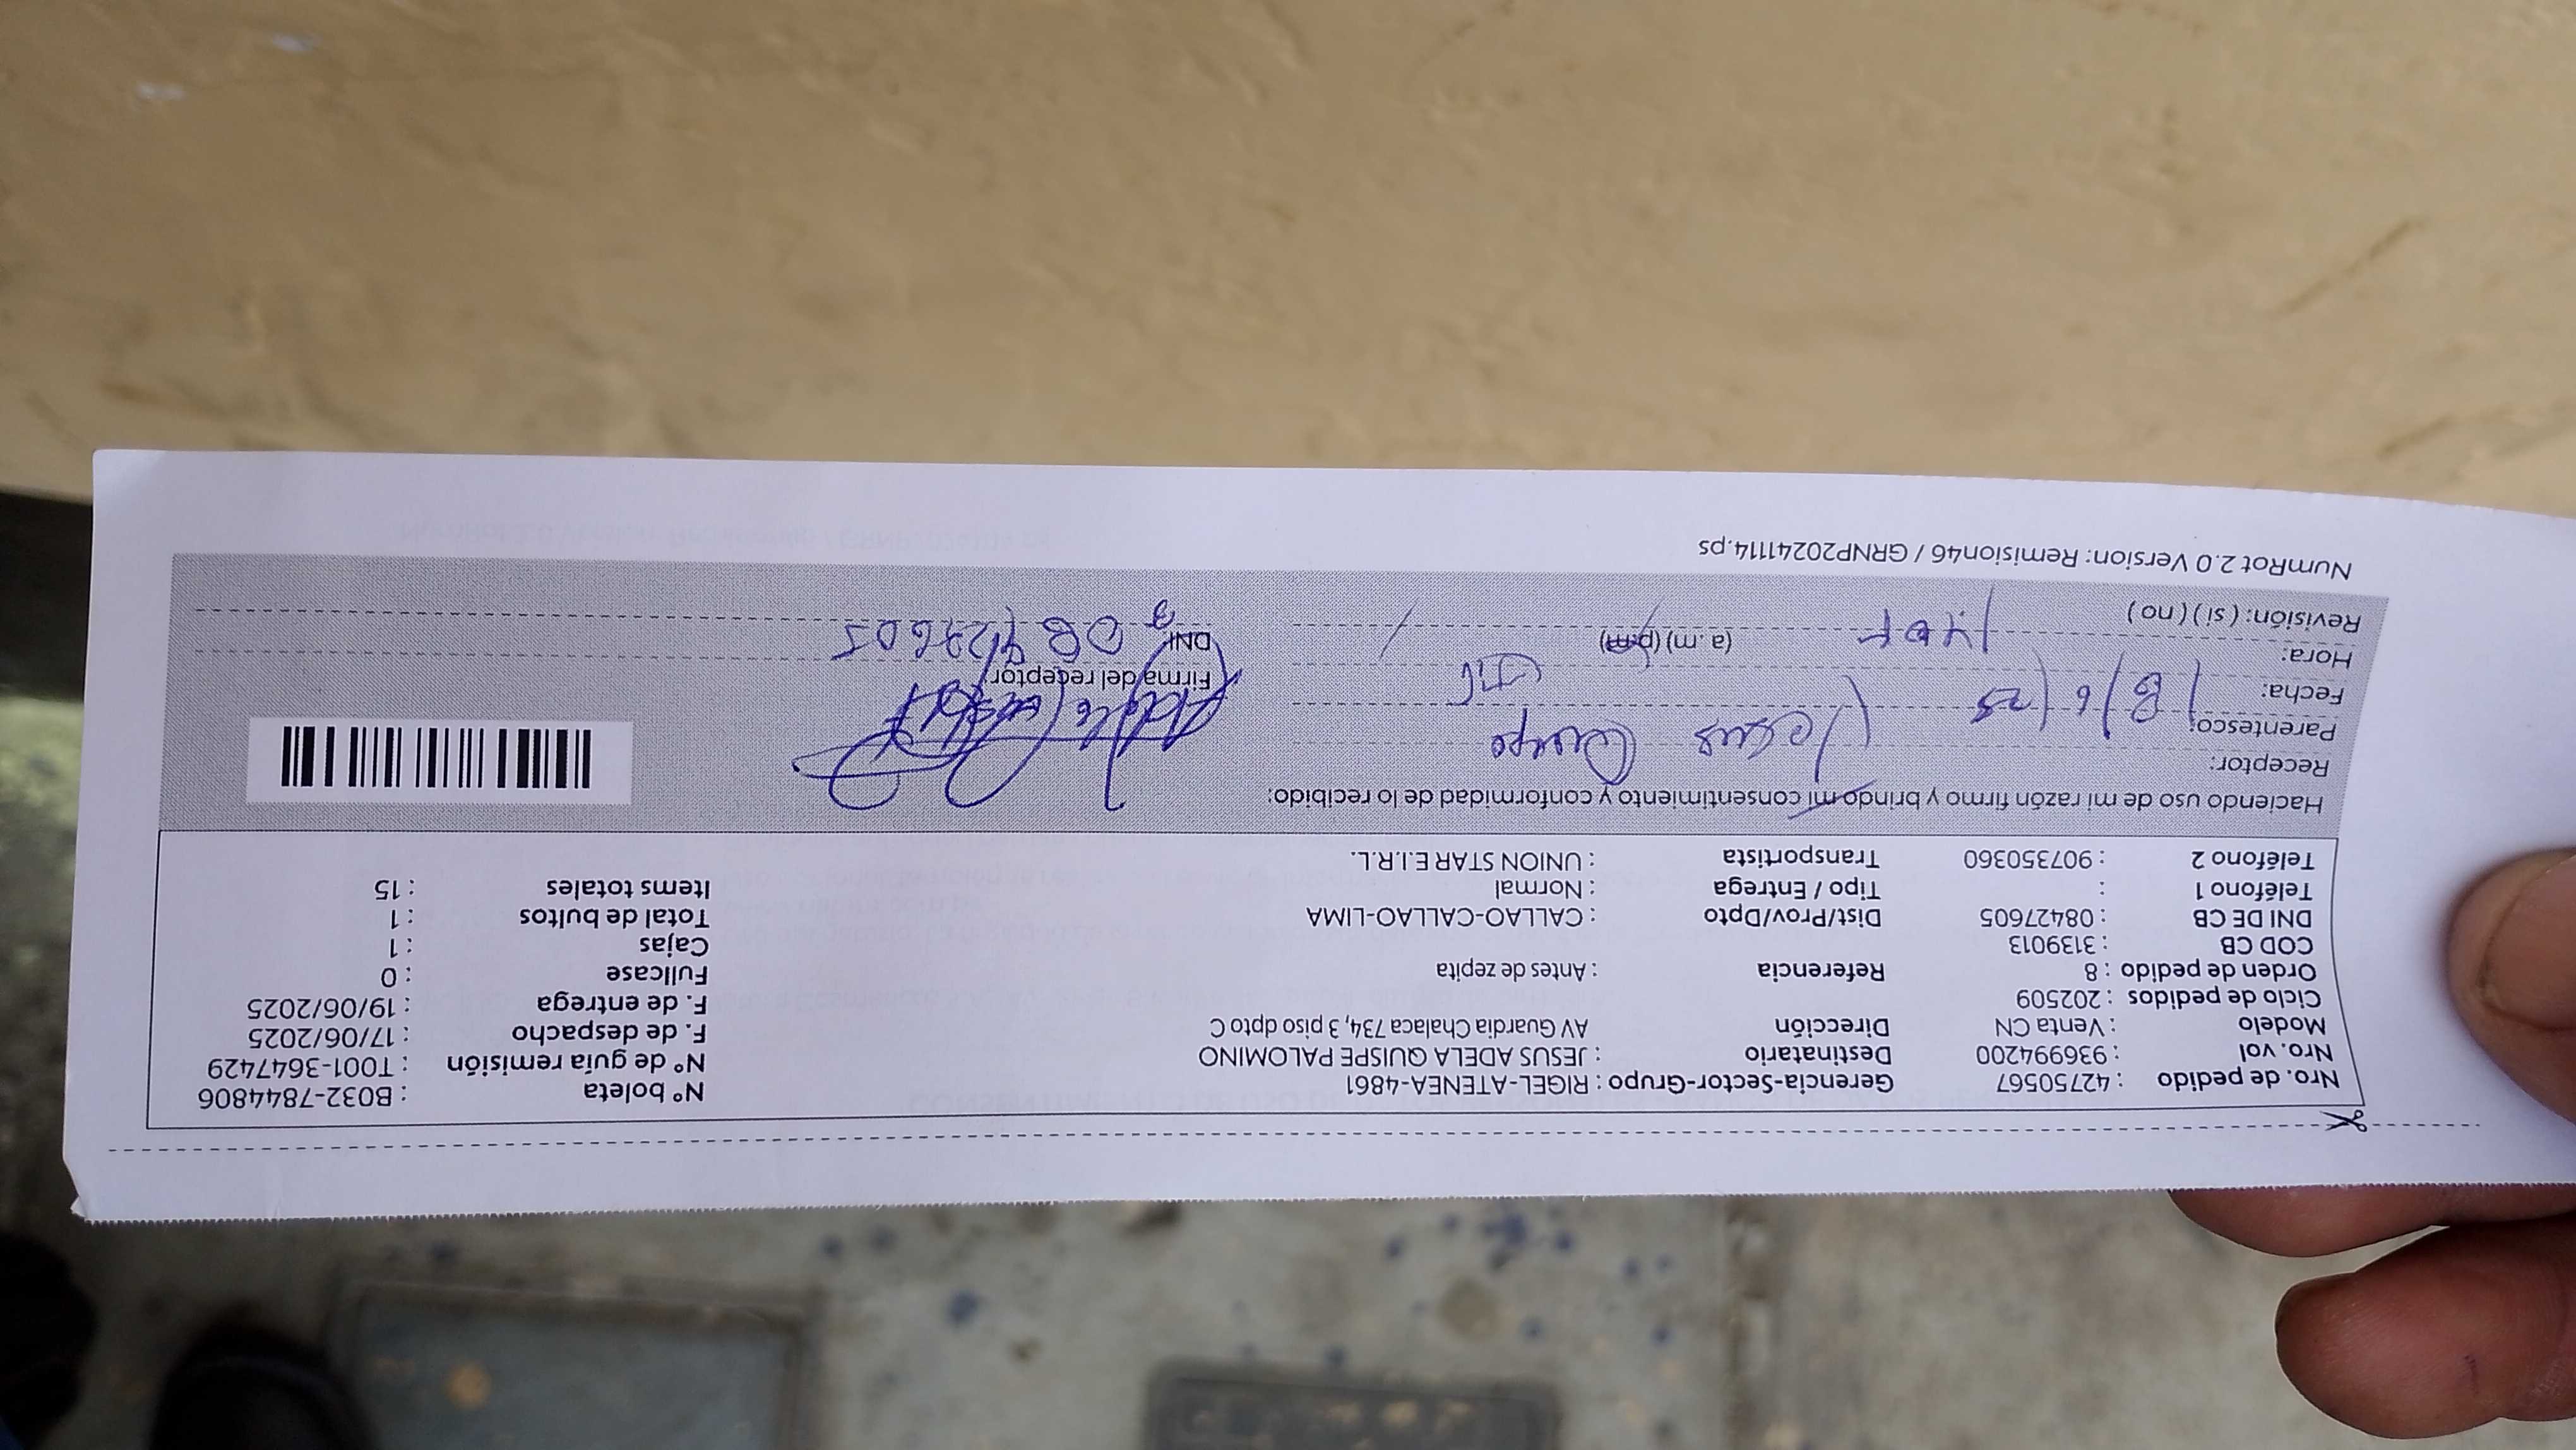 Nro. de pedido : 42750567 Gerencia-Sector-Grupo : RIGEL-ATENEA-4861 Nº boleta : B032-7844806
Nro. vol : 936994200 Destinatario : JESUS ADELA QUISPE PALOMINO Nº de guía remisión : T001-3647429
Modelo : Venta CN Dirección AV Guardia Chalaca 734, 3 piso dpto C F. de despacho : 17/06/2025
Ciclo de pedidos : 202509 F. de entrega : 19/06/2025
Orden de pedido : 8 Referencia : Antes de zepita Fullcase : 0
COD CB : 3139013 Cajas : 1
DNI DE CB : 08427605 Dist/Prov/Dpto : CALLAO-CALLAO-LIMA Total de bultos : 1
Teléfono 1 : Tipo / Entrega : Normal Items totales : 15
Teléfono 2 : 907350360 Transportista : UNION STAR E.I.R.L.
Haciendo uso de mi razón firmo y brindo mi consentimiento y conformidad de lo recibido:
Receptor: Jesus
Parentesco:
Fecha: 18/6/25
Firma del receptor
Hora: (a. m) (p.m)
DNI
Revisión: ( si ) ( no )
NumRot 2.0 Version: Remision46 / GRNP20241114.ps